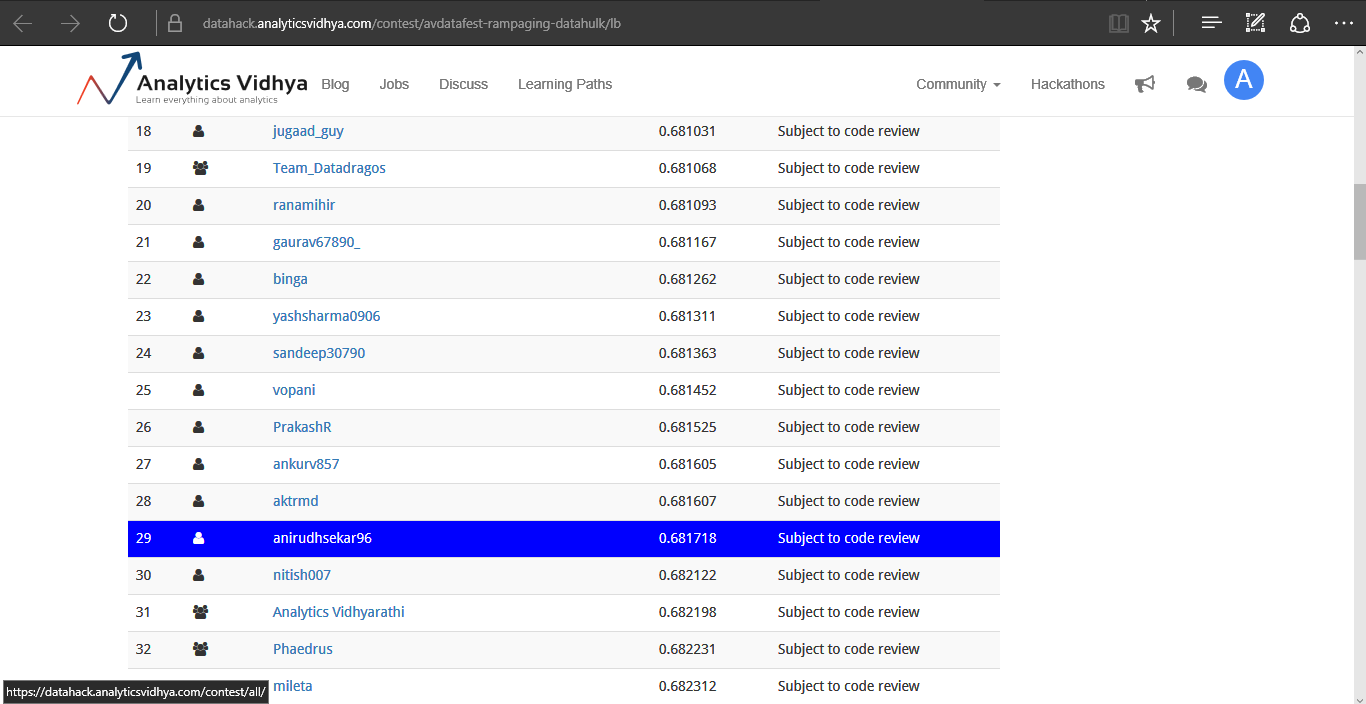 datahack.analyticsvidhya.com/contest/avdatafest-rampaging-datahulk/lb
Analytics Vidhya
Learn everything about analytics
Blog Jobs Discuss Learning Paths Community Hackathons A
18 jugaad_guy 0.681031 Subject to code review
19 Team_Datadragos 0.681068 Subject to code review
20 ranamihir 0.681093 Subject to code review
21 gaurav67890_ 0.681167 Subject to code review
22 binga 0.681262 Subject to code review
23 yashsharma0906 0.681311 Subject to code review
24 sandeep30790 0.681363 Subject to code review
25 vopani 0.681452 Subject to code review
26 PrakashR 0.681525 Subject to code review
27 ankurv857 0.681605 Subject to code review
28 aktrmd 0.681607 Subject to code review
29 anirudhsekar96 0.681718 Subject to code review
30 nitish007 0.682122 Subject to code review
31 Analytics Vidhyarathi 0.682198 Subject to code review
32 Phaedrus 0.682231 Subject to code review
mileta 0.682312 Subject to code review
https://datahack.analyticsvidhya.com/contest/all/